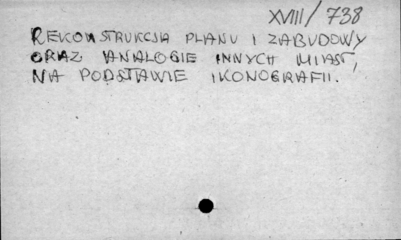 XVIII/738
REKONSTRUKCJA PLANU I ZABUDOWY
ORAZ ANALOGIE INNYCH MIAST,
NA PODSTAWIE IKONOGRAFII.